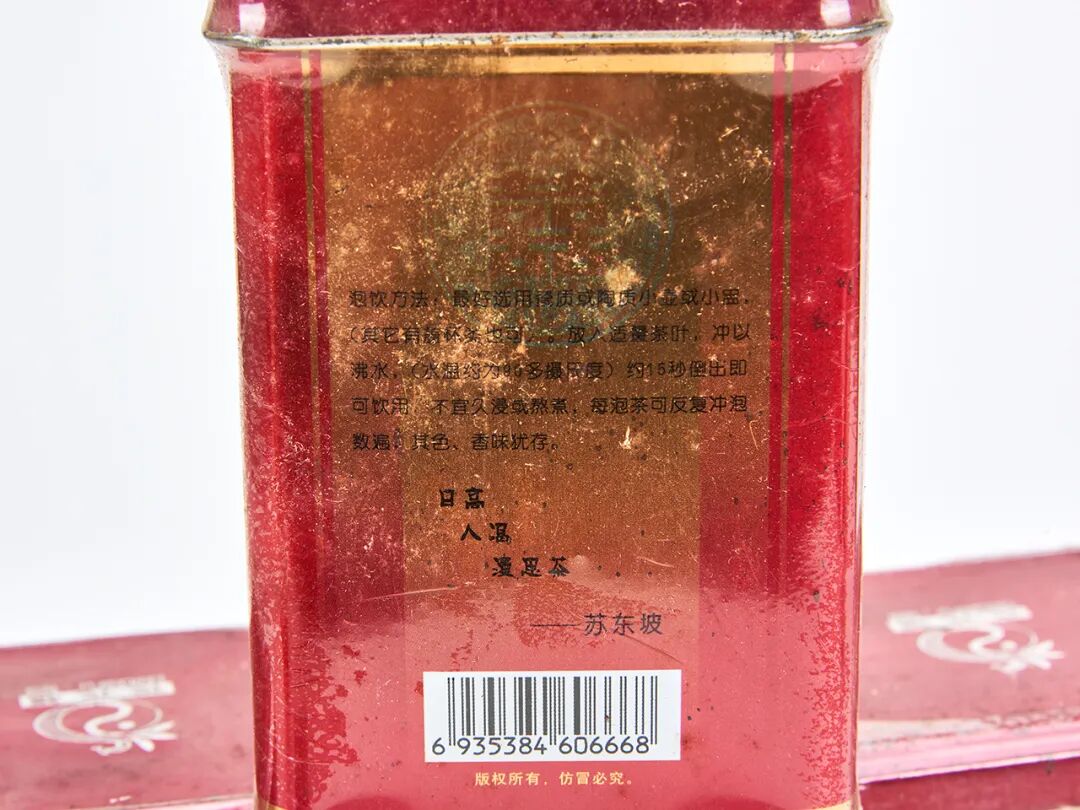 泡饮方法：最好选用瓷质或陶质小壶或小盅，
（其它有盖杯类也可）。放入适量茶叶，冲以
沸水，（水温约为90多摄氏度）约15秒倒出即
可饮用，不宜久浸或熬煮，每泡茶可反复冲泡
数遍，其色、香味犹存。
日高
人渴
漫思茶
——苏东坡
6 935384 606668
版权所有，仿冒必究。